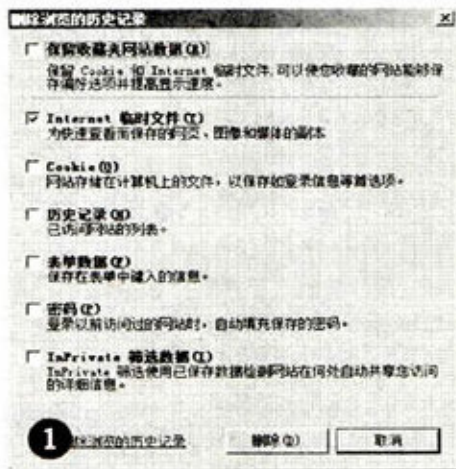 删除浏览的历史记录
保留收藏夹网站数据(R)
保留 Cookie 和 Internet 临时文件,可以使您收藏的网站能够保
存偏好选项并提高显示速度。
Internet 临时文件(T)
为快速查看而保存的网页、图像和媒体的副本
Cookie(O)
网站存储在计算机上的文件，以保存如登录信息等首选项。
历史记录(H)
已访问网站的列表。
表单数据(F)
保存在表单中键入的信息。
密码(P)
登录以前访问过的网站时，自动填充保存的密码。
InPrivate 筛选数据(I)
InPrivate 筛选使用已保存数据检测网站在何处自动共享您访问
的详细信息。
1
除浏览的历史记录
删除(D)
取消